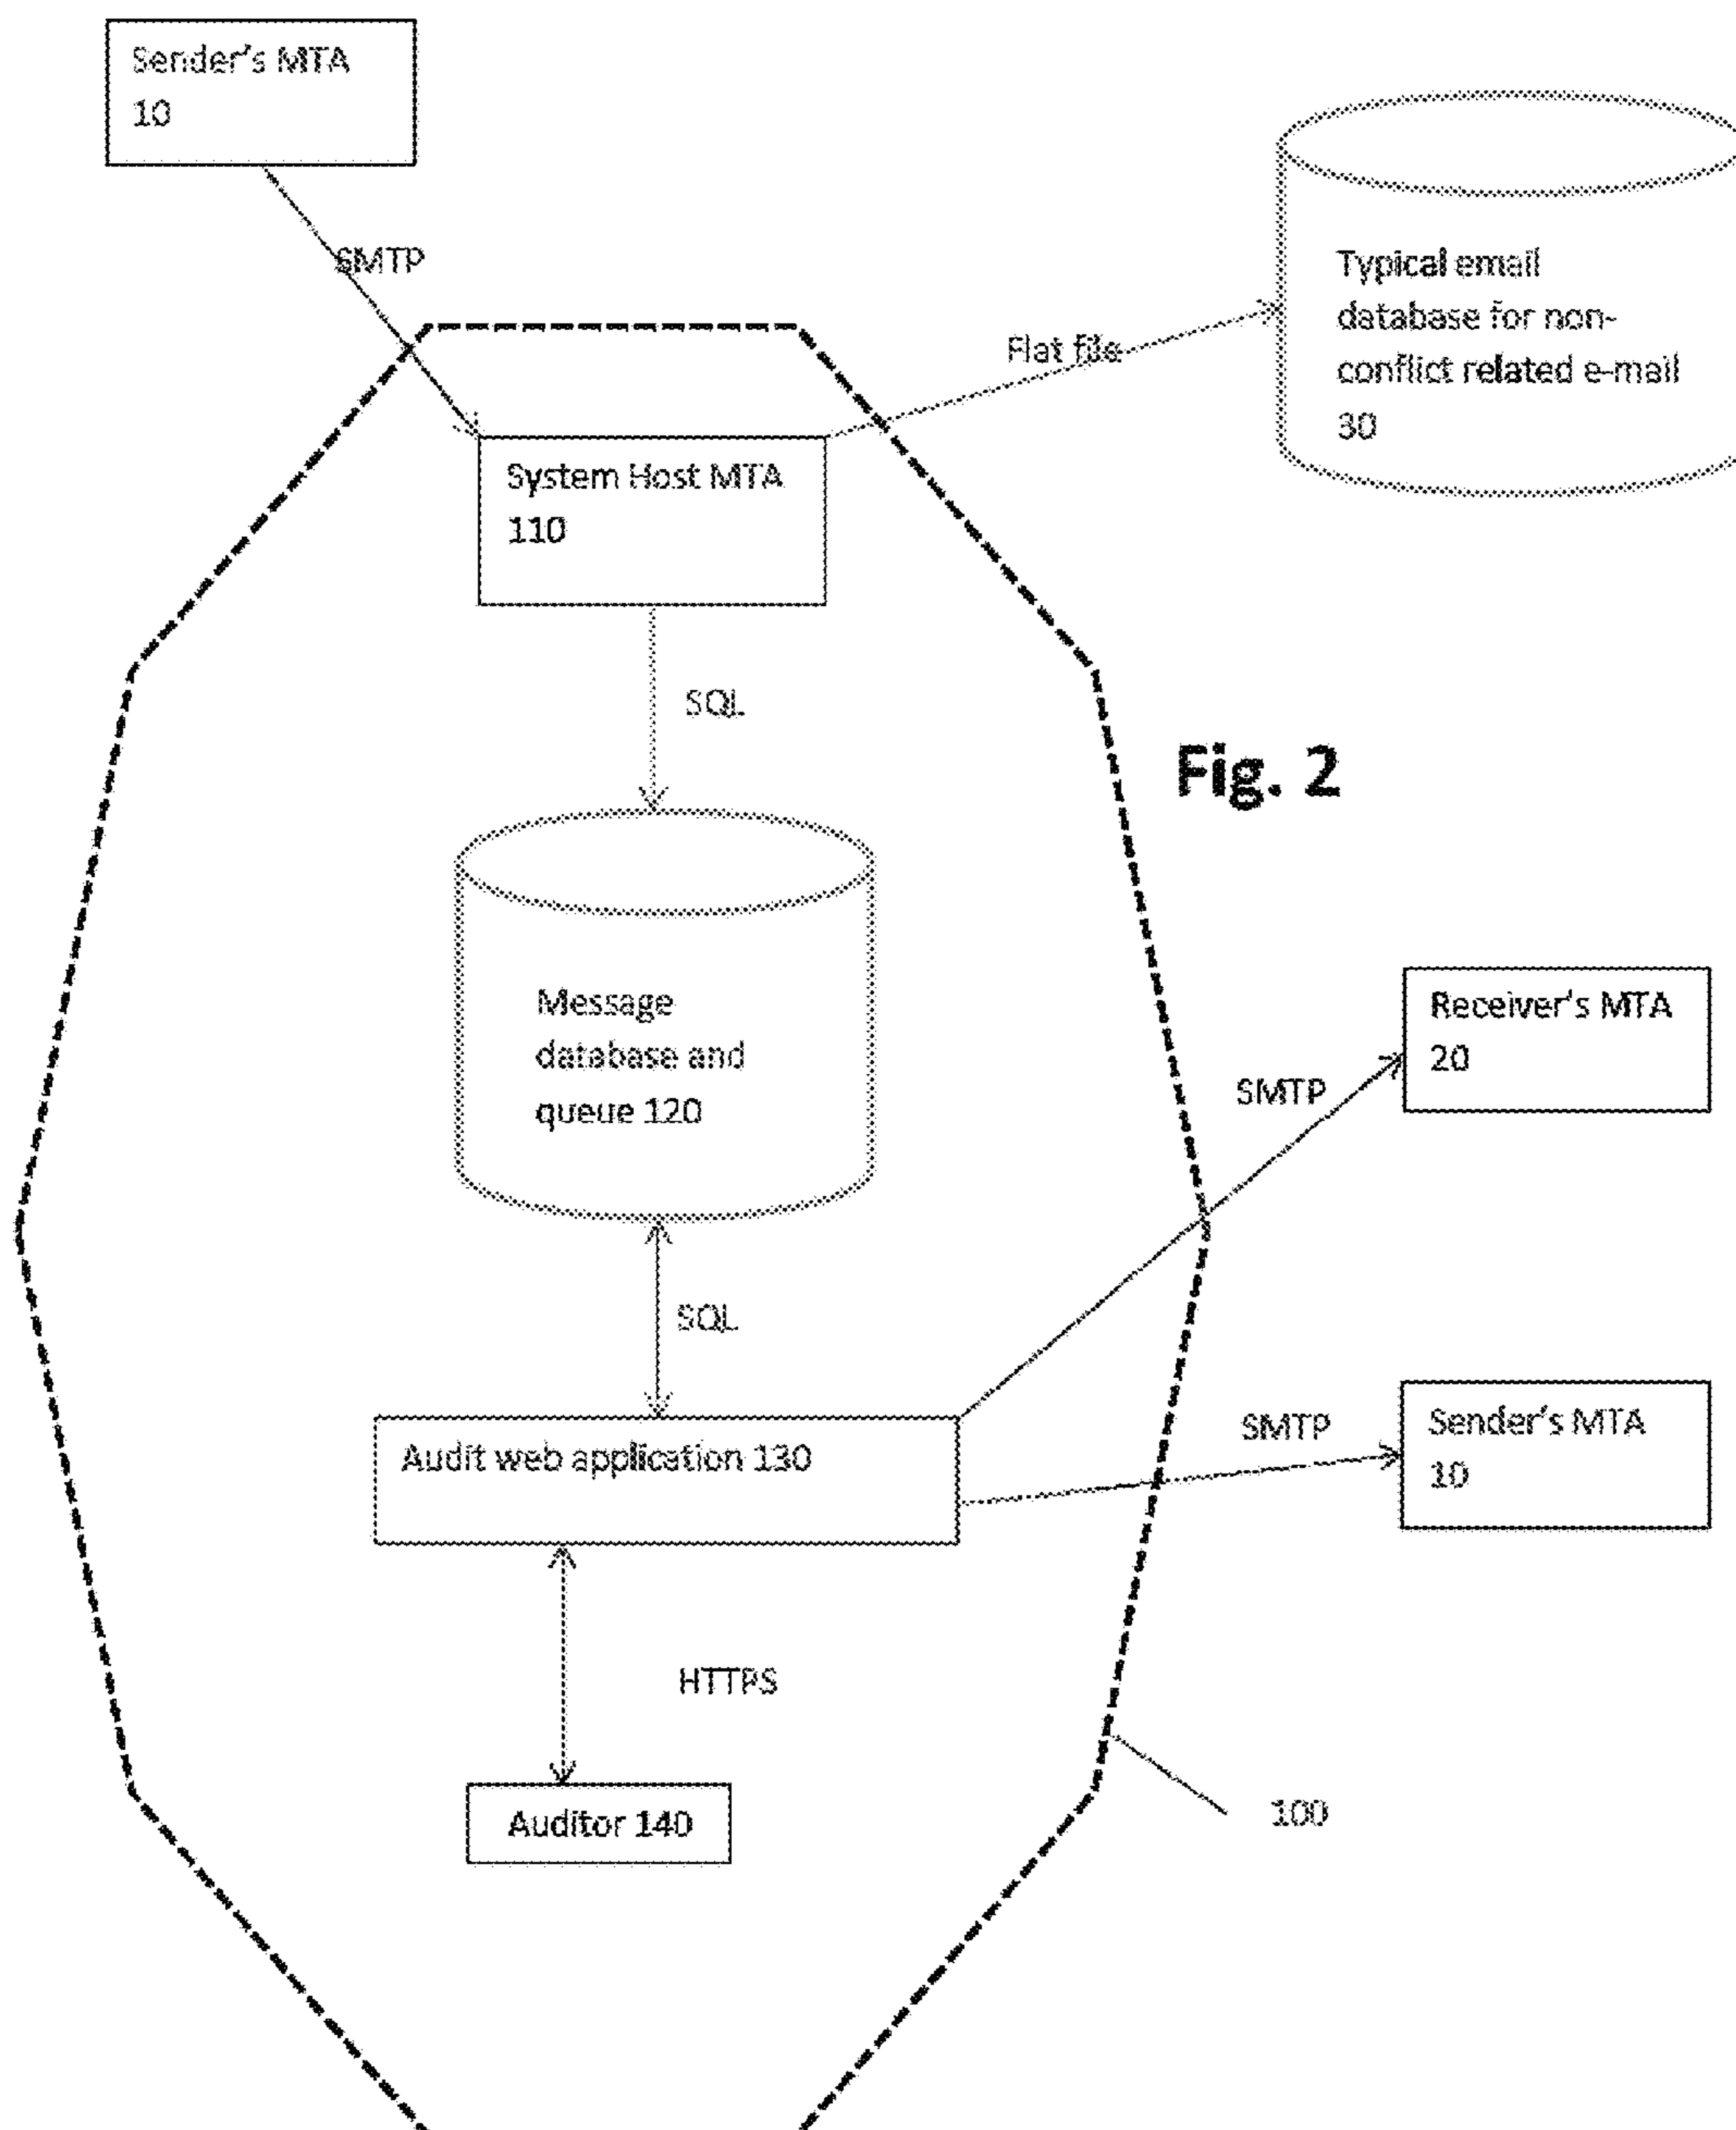 Sender's MTA
10
SMTP
Typical email
database for non-
conflict related e-mail
30
Flat file
System Host MTA
110
SQL
Fig. 2
Message
database and
queue 120
Receiver's MTA
20
SMTP
SQL
SMTP
Sender's MTA
10
Audit web application 130
HTTPS
Auditor 140
100